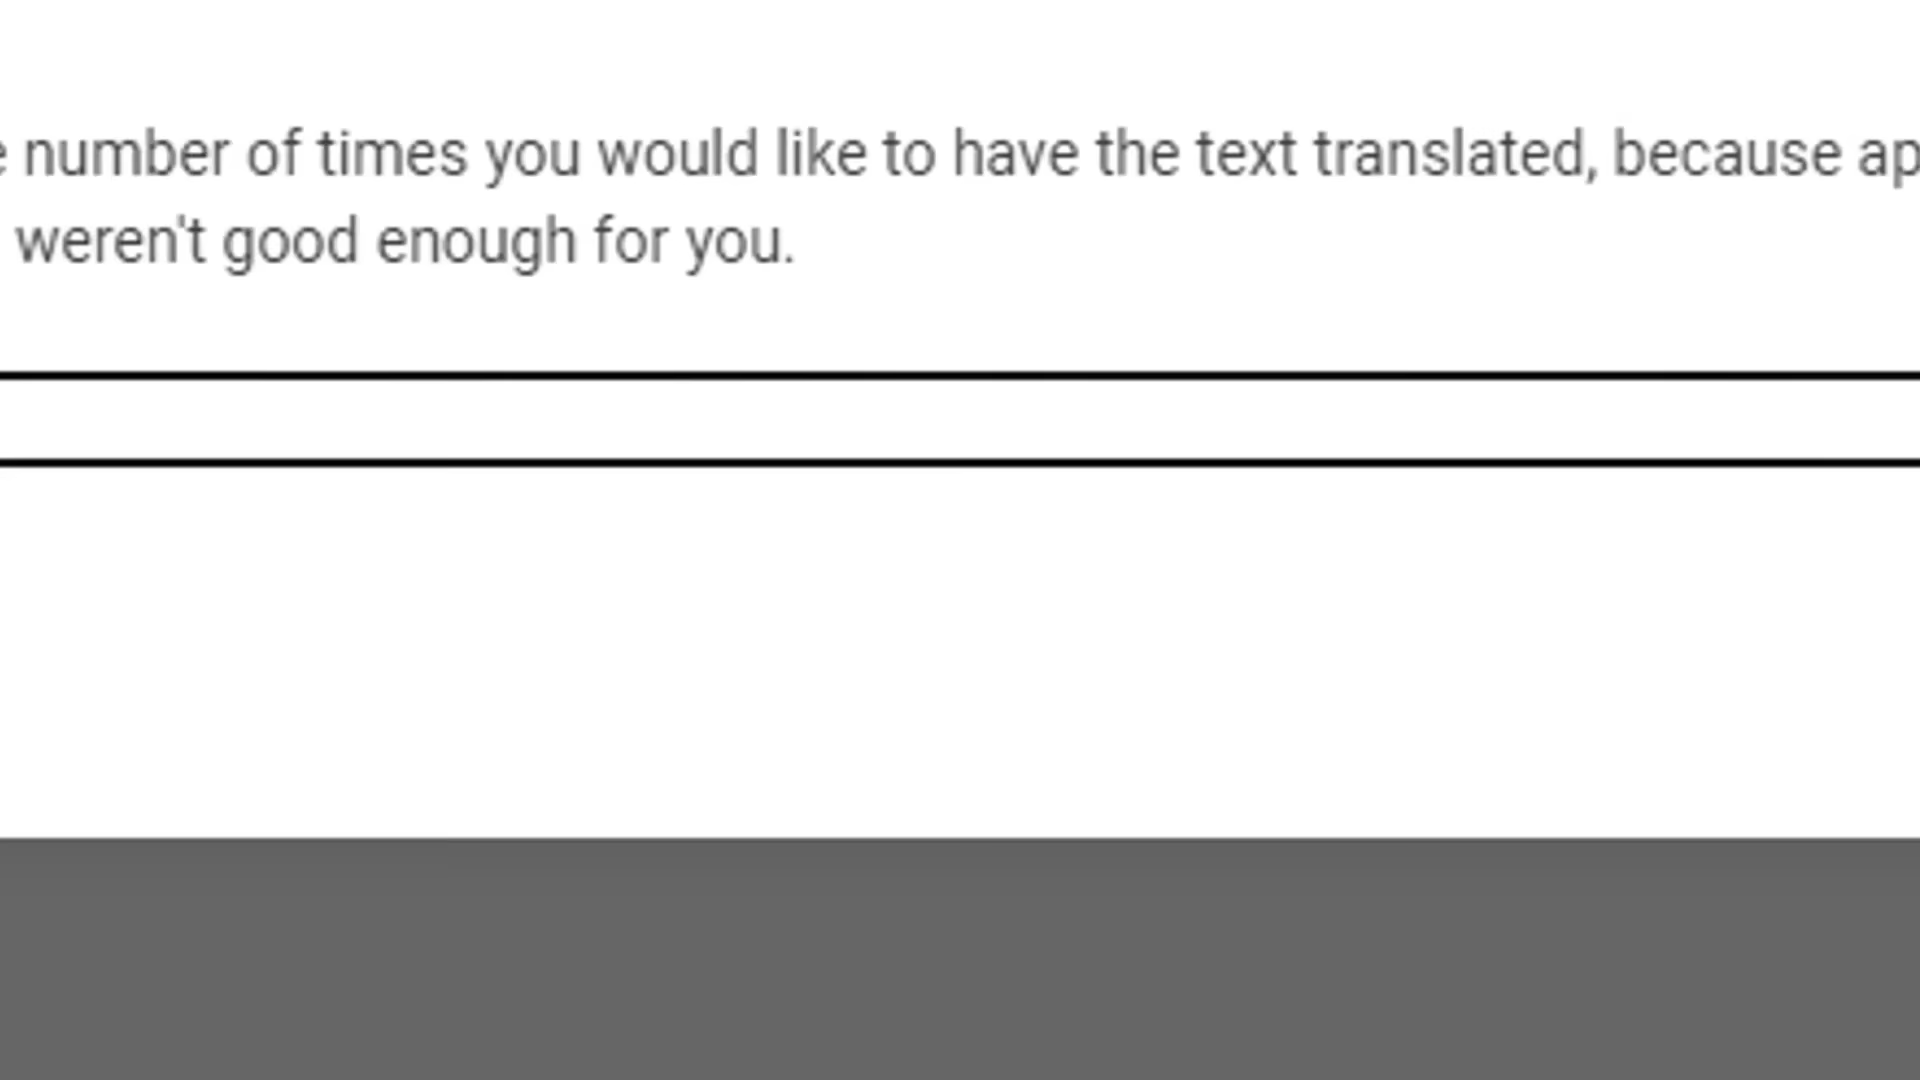 e number of times you would like to have the text translated, because ap
weren't good enough for you.